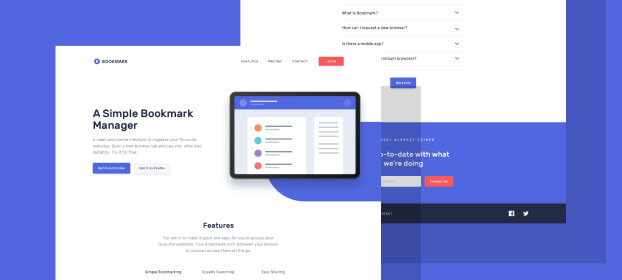 What is Bookmark?
How can I request a new browser?
Is there a mobile app?
hromium browsers?
More Info
BOOKMARK
FEATURES PRICING CONTACT LOGIN
A Simple Bookmark
Manager
A clean and simple interface to organize your favourite
websites. Open a new browser tab and see your sites load
instantly. Try it for free.
Get it on Chrome Get it on Firefox
EADY JOINED
-to-date with what
we're doing
Contact Us
Features
Our aim is to make it quick and easy for you to access your
favourite websites. Your bookmarks sync between your devices
so you can access them on the go.
Simple Bookmarking Speedy Searching Easy Sharing